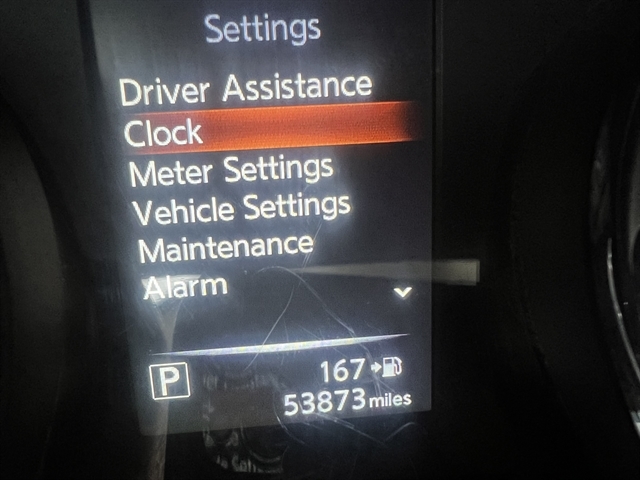 Settings
Driver Assistance
Clock
Meter Settings
Vehicle Settings
Maintenance
Alarm
P
167
53873 miles